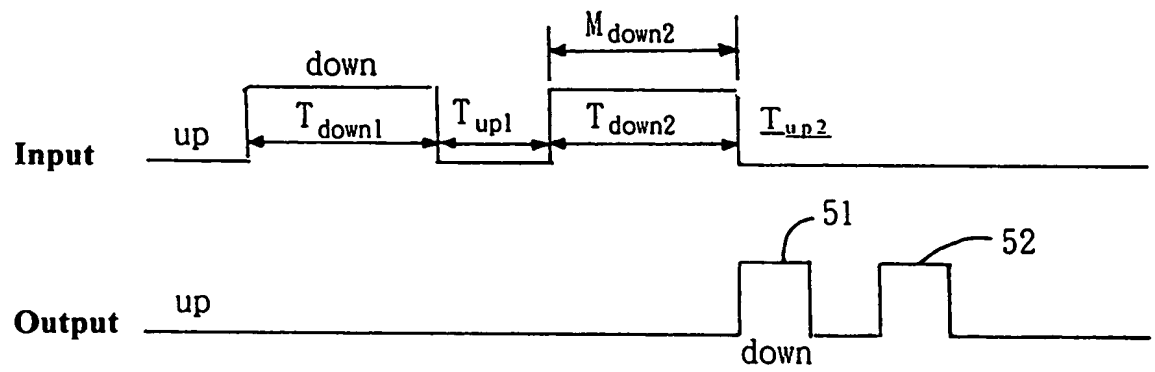 M down2
down
up
T down1
T up1
T down2
T up2
Input
51
52
up
Output
down